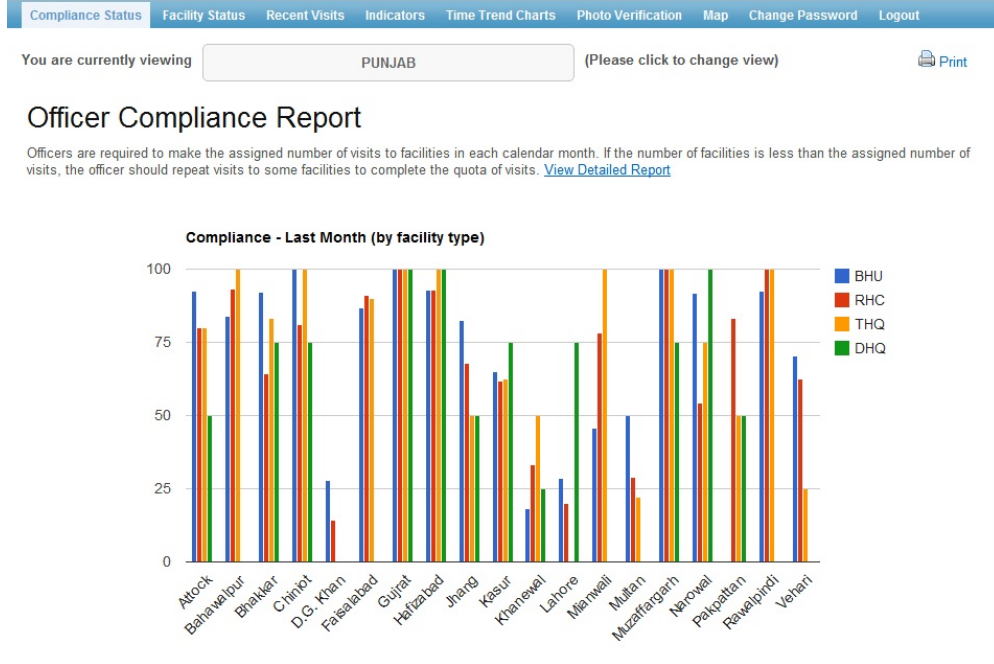 Compliance Status Facility Status Recent Visits Indicators Time Trend Charts Photo Verification Map Change Password Logout
You are currently viewing PUNJAB (Please click to change view) Print
Officer Compliance Report
Officers are required to make the assigned number of visits to facilities in each calendar month. If the number of facilities is less than the assigned number of
visits, the officer should repeat visits to some facilities to complete the quota of visits. View Detailed Report
Compliance - Last Month (by facility type)
100
75
50
25
0
BHU
RHC
THQ
DHQ
Attock Bahawalpur Bhakkar Chiniot D.G. Khan Faisalabad Gujrat Hafizabad Jhang Kasur Khanewal Lahore Mianwali Multan Muzaffargarh Narowal Pakpattan Rawalpindi Vehari